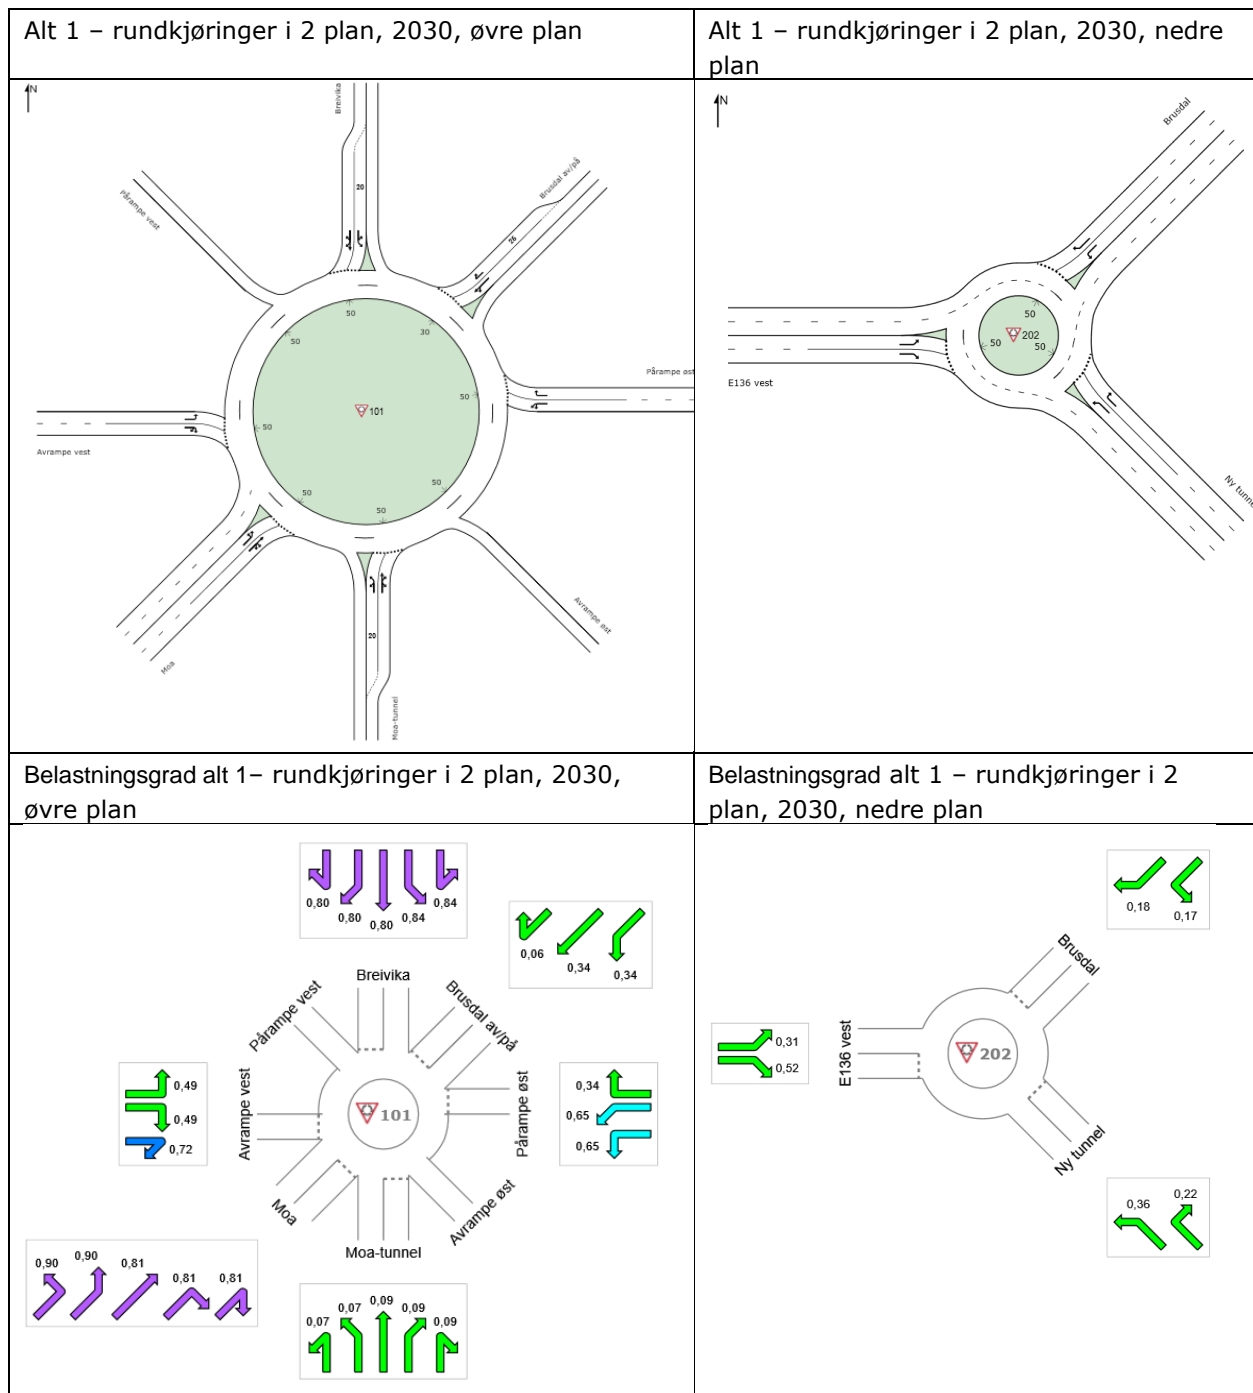 Alt 1 – rundkjøringer i 2 plan, 2030, øvre plan
Alt 1 – rundkjøringer i 2 plan, 2030, nedre
plan
N
Breivika
Pårampe vest
20
Brusdal av/på
26
50
30
50
Pårampe øst
50
101
50
Avrampe vest
50
50
50
Moa
20
Moa-tunnel
Avrampe øst
N
Brusdal
50
202
50
50
E136 vest
Ny tunnel
Belastningsgrad alt 1– rundkjøringer i 2 plan, 2030,
øvre plan
Belastningsgrad alt 1 – rundkjøringer i 2
plan, 2030, nedre plan
0,80
0,80
0,80
0,84
0,84
0,06
0,34
0,34
Breivika
Pårampe vest
Brusdal av/på
0,49
0,49
0,72
Avrampe vest
101
Pårampe øst
0,34
0,65
0,65
Moa
Moa-tunnel
Avrampe øst
0,90
0,90
0,81
0,81
0,81
0,07
0,07
0,09
0,09
0,09
0,18
0,17
Brusdal
0,31
0,52
E136 vest
202
Ny tunnel
0,36
0,22